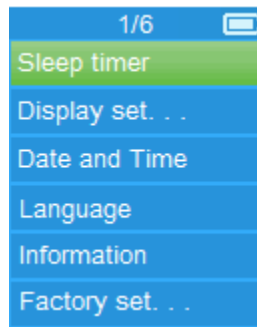 1/6
Sleep timer
Display set. . .
Date and Time
Language
Information
Factory set. . .